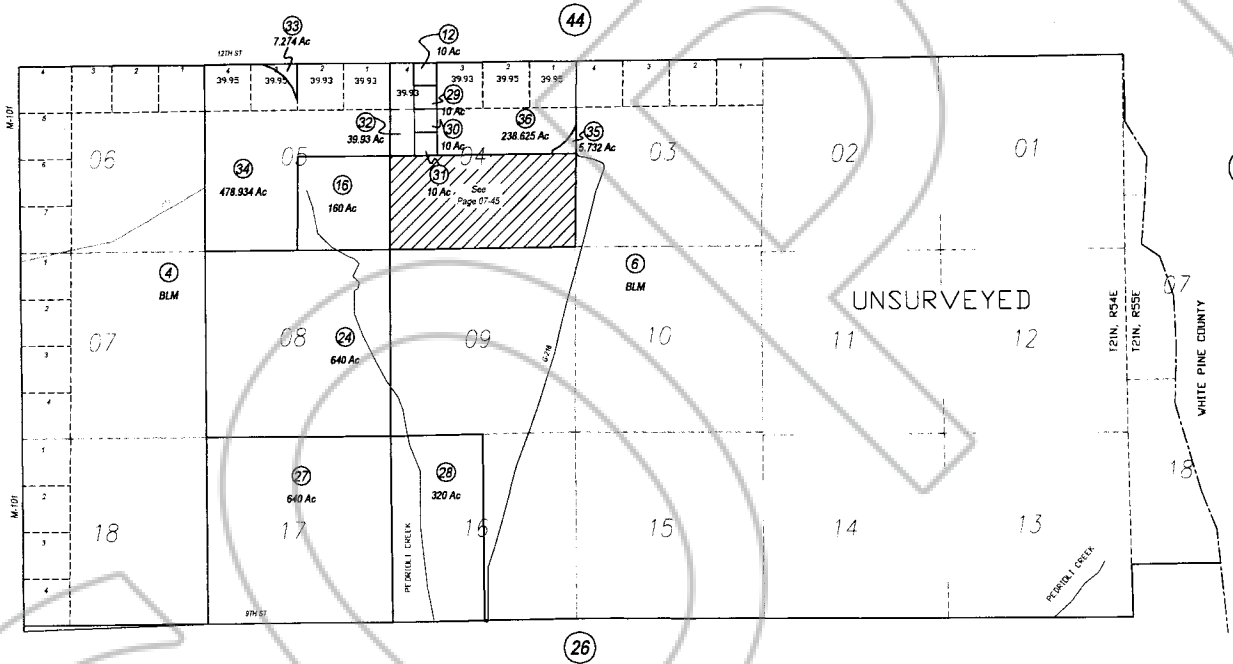 44
33
7.274 Ac
12
10 Ac
12TH ST
4 3 2 1
4 3 2 1
4 3 2 1
4 3 2 1
39.95 39.95 39.93 39.93
39.93 39.93 39.95 39.95
M-101
5
6
7
29
10 Ac
30
10 Ac
31
10 Ac
32
39.93 Ac
36
238.625 Ac
35
5.732 Ac
06
05
04
03
02
01
34
478.934 Ac
16
160 Ac
See
Page 07-45
4
BLM
6
BLM
UNSURVEYED
T21N, R54E
T21N, R55E
07
WHITE PINE COUNTY
1
2
3
4
07
08
09
10
11
12
24
640 Ac
G-218
27
640 Ac
28
320 Ac
M-101
1
2
3
4
18
17
16
15
14
13
18
PEDRIOLI CREEK
PEDRIOLI CREEK
9TH ST
26